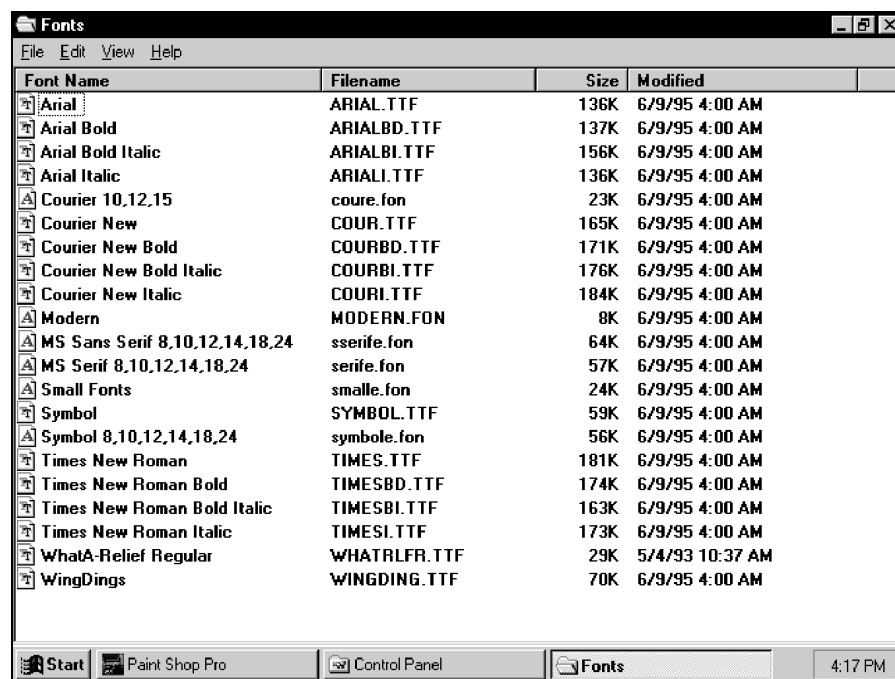 Fonts
File Edit View Help
Font Name Filename Size Modified
Arial ARIAL.TTF 136K 6/9/95 4:00 AM
Arial Bold ARIALBD.TTF 137K 6/9/95 4:00 AM
Arial Bold Italic ARIALBI.TTF 156K 6/9/95 4:00 AM
Arial Italic ARIALI.TTF 136K 6/9/95 4:00 AM
Courier 10,12,15 coure.fon 23K 6/9/95 4:00 AM
Courier New COUR.TTF 165K 6/9/95 4:00 AM
Courier New Bold COURBD.TTF 171K 6/9/95 4:00 AM
Courier New Bold Italic COURBI.TTF 176K 6/9/95 4:00 AM
Courier New Italic COURI.TTF 184K 6/9/95 4:00 AM
Modern MODERN.FON 8K 6/9/95 4:00 AM
MS Sans Serif 8,10,12,14,18,24 sserife.fon 64K 6/9/95 4:00 AM
MS Serif 8,10,12,14,18,24 serife.fon 57K 6/9/95 4:00 AM
Small Fonts smalle.fon 24K 6/9/95 4:00 AM
Symbol SYMBOL.TTF 59K 6/9/95 4:00 AM
Symbol 8,10,12,14,18,24 symbole.fon 56K 6/9/95 4:00 AM
Times New Roman TIMES.TTF 181K 6/9/95 4:00 AM
Times New Roman Bold TIMESBD.TTF 174K 6/9/95 4:00 AM
Times New Roman Bold Italic TIMESBI.TTF 163K 6/9/95 4:00 AM
Times New Roman Italic TIMESI.TTF 173K 6/9/95 4:00 AM
WhatA-Relief Regular WHATRLFR.TTF 29K 5/4/93 10:37 AM
WingDings WINGDING.TTF 70K 6/9/95 4:00 AM
Start Paint Shop Pro Control Panel Fonts 4:17 PM